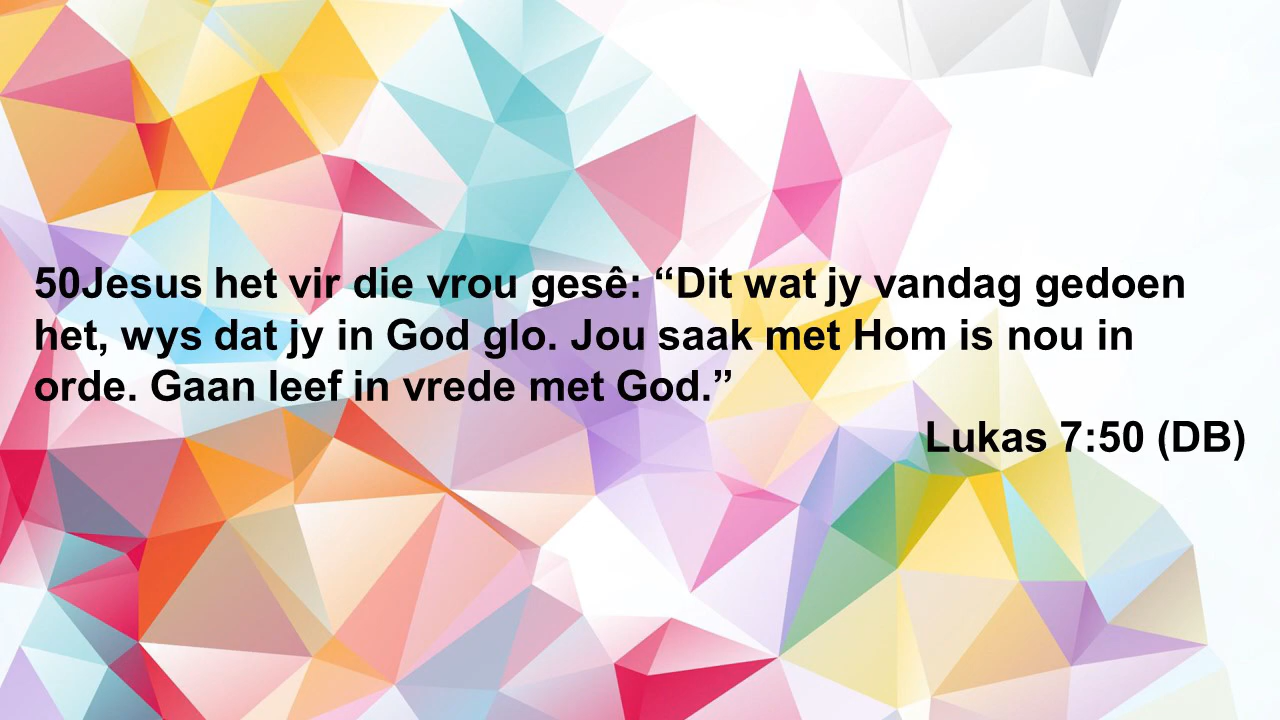 50Jesus het vir die vrou gesê: “Dit wat jy vandag gedoen
het, wys dat jy in God glo. Jou saak met Hom is nou in
orde. Gaan leef in vrede met God.”
Lukas 7:50 (DB)